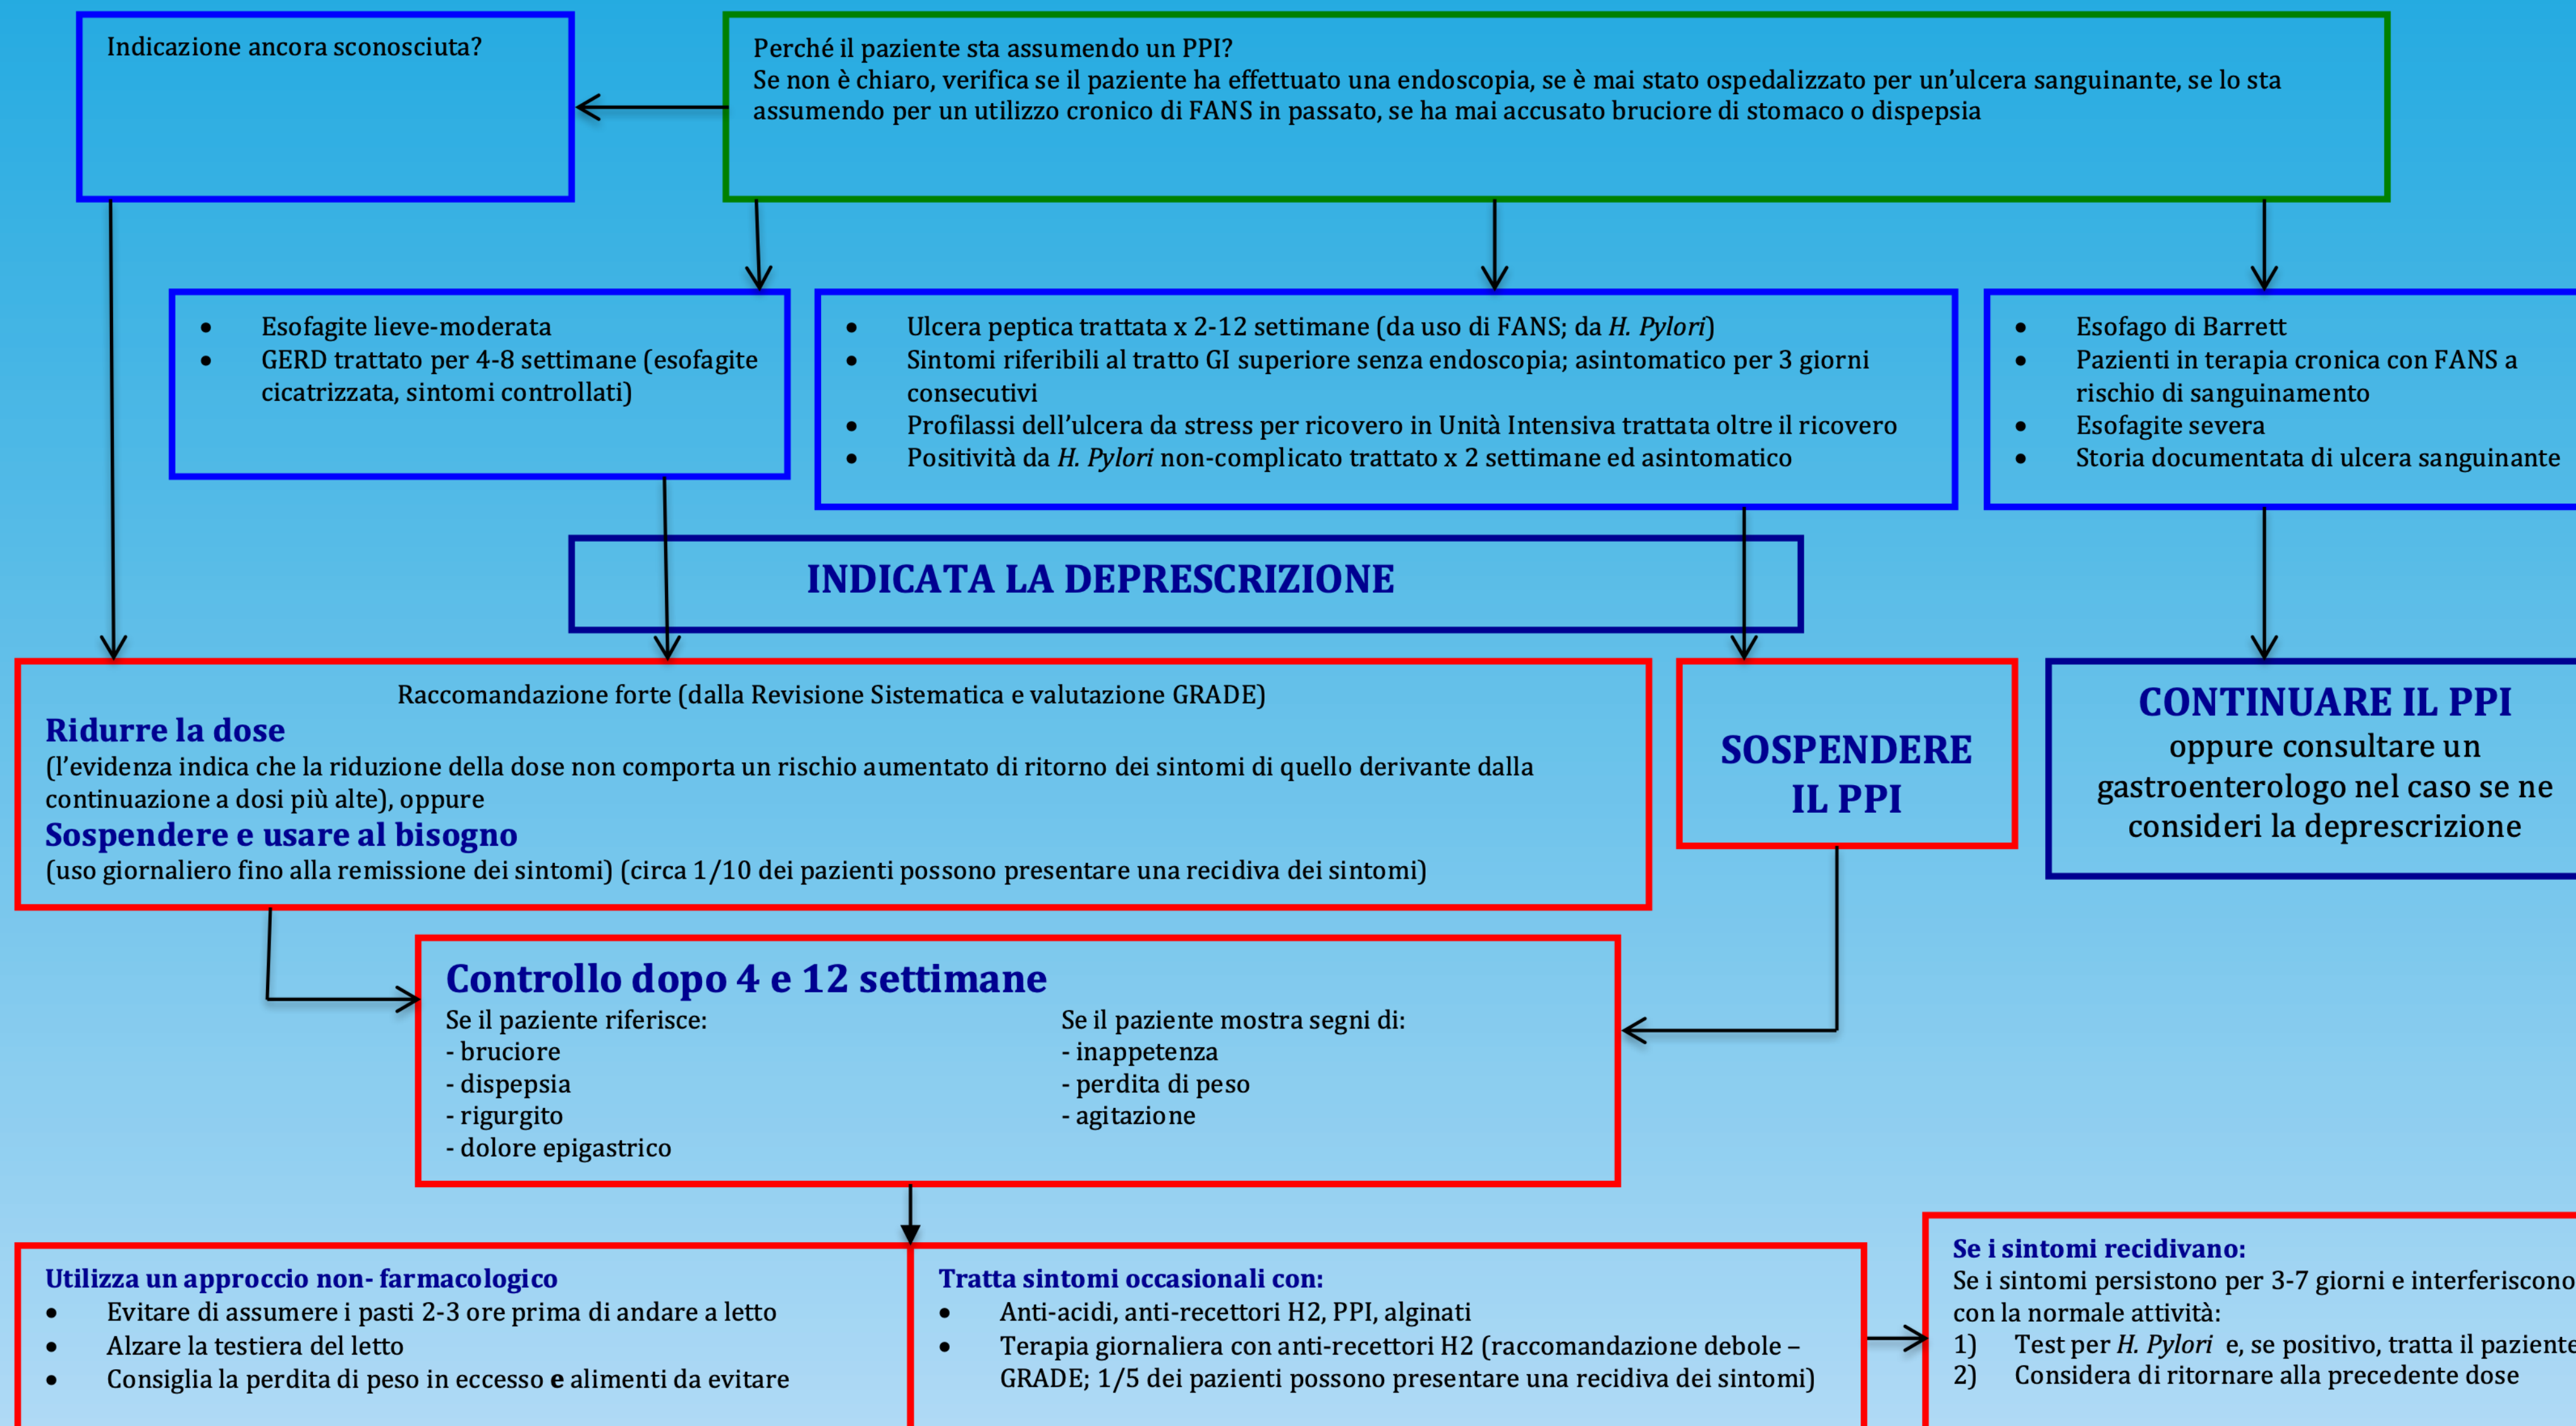 Indicazione ancora sconosciuta?
Perché il paziente sta assumendo un PPI?
Se non è chiaro, verifica se il paziente ha effettuato una endoscopia, se è mai stato ospedalizzato per un'ulcera sanguinante, se lo sta
assumendo per un utilizzo cronico di FANS in passato, se ha mai accusato bruciore di stomaco o dispepsia
• Esofagite lieve-moderata
• GERD trattato per 4-8 settimane (esofagite
cicatrizzata, sintomi controllati)
• Ulcera peptica trattata x 2-12 settimane (da uso di FANS; da H. Pylori)
• Sintomi riferibili al tratto GI superiore senza endoscopia; asintomatico per 3 giorni
consecutivi
• Profilassi dell'ulcera da stress per ricovero in Unità Intensiva trattata oltre il ricovero
• Positività da H. Pylori non-complicato trattato x 2 settimane ed asintomatico
• Esofago di Barrett
• Pazienti in terapia cronica con FANS a
rischio di sanguinamento
• Esofagite severa
• Storia documentata di ulcera sanguinante
INDICATA LA DEPRESCRIZIONE
Raccomandazione forte (dalla Revisione Sistematica e valutazione GRADE)
Ridurre la dose
(l'evidenza indica che la riduzione della dose non comporta un rischio aumentato di ritorno dei sintomi di quello derivante dalla
continuazione a dosi più alte), oppure
Sospendere e usare al bisogno
(uso giornaliero fino alla remissione dei sintomi) (circa 1/10 dei pazienti possono presentare una recidiva dei sintomi)
SOSPENDERE
IL PPI
CONTINUARE IL PPI
oppure consultare un
gastroenterologo nel caso se ne
consideri la deprescrizione
Controllo dopo 4 e 12 settimane
Se il paziente riferisce:
- bruciore
- dispepsia
- rigurgito
- dolore epigastrico
Se il paziente mostra segni di:
- inappetenza
- perdita di peso
- agitazione
Utilizza un approccio non- farmacologico
• Evitare di assumere i pasti 2-3 ore prima di andare a letto
• Alzare la testiera del letto
• Consiglia la perdita di peso in eccesso e alimenti da evitare
Tratta sintomi occasionali con:
• Anti-acidi, anti-recettori H2, PPI, alginati
• Terapia giornaliera con anti-recettori H2 (raccomandazione debole –
GRADE; 1/5 dei pazienti possono presentare una recidiva dei sintomi)
Se i sintomi recidivano:
Se i sintomi persistono per 3-7 giorni e interferiscono
con la normale attività:
1) Test per H. Pylori e, se positivo, tratta il paziente
2) Considera di ritornare alla precedente dose